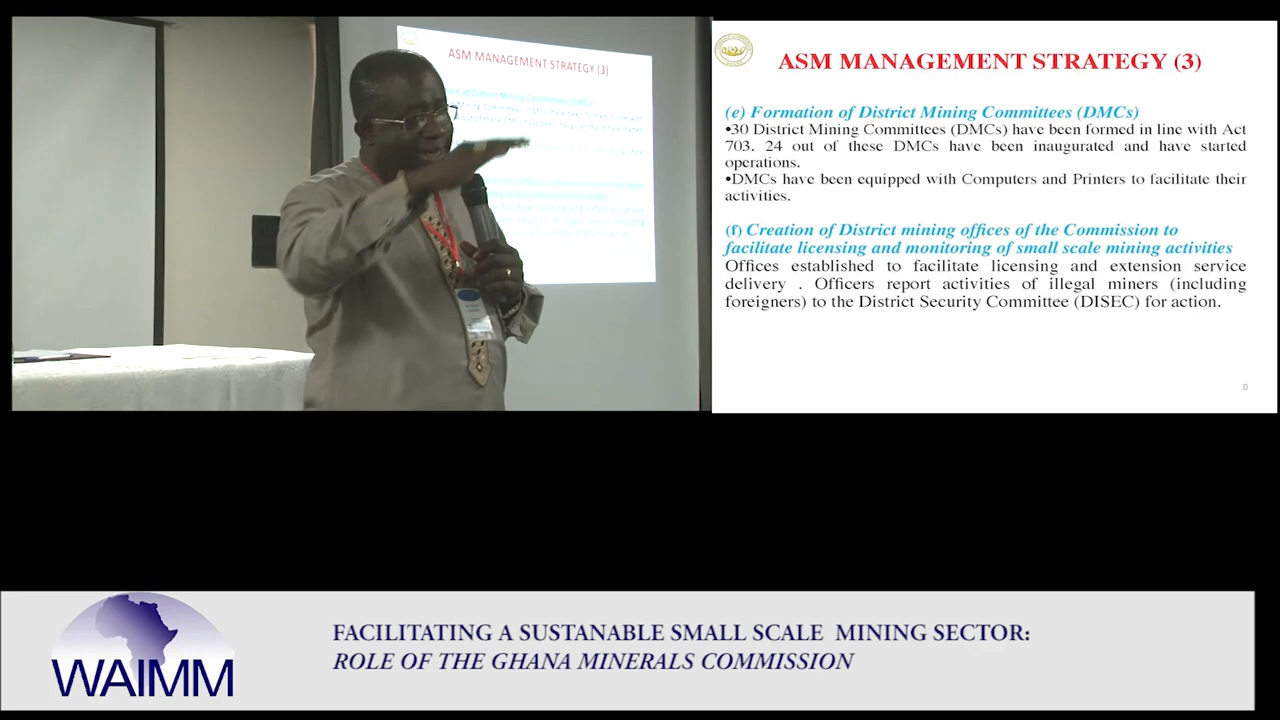 ASM MANAGEMENT STRATEGY (3)
ASM MANAGEMENT STRATEGY (3)
(e) Formation of District Mining Committees (DMCs)
•30 District Mining Committees (DMCs) have been formed in line with Act
703. 24 out of these DMCs have been inaugurated and have started
operations.
•DMCs have been equipped with Computers and Printers to facilitate their
activities.
(f) Creation of District mining offices of the Commission to
facilitate licensing and monitoring of small scale mining activities
Offices established to facilitate licensing and extension service
delivery . Officers report activities of illegal miners (including
foreigners) to the District Security Committee (DISEC) for action.
0
WAIMM
FACILITATING A SUSTANABLE SMALL SCALE MINING SECTOR:
ROLE OF THE GHANA MINERALS COMMISSION